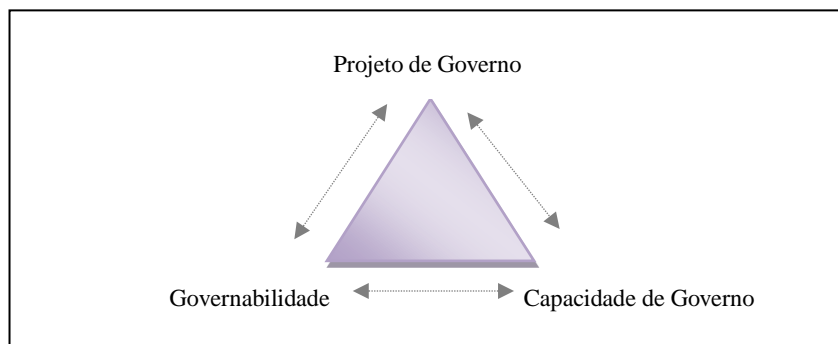 Projeto de Governo
Governabilidade
Capacidade de Governo